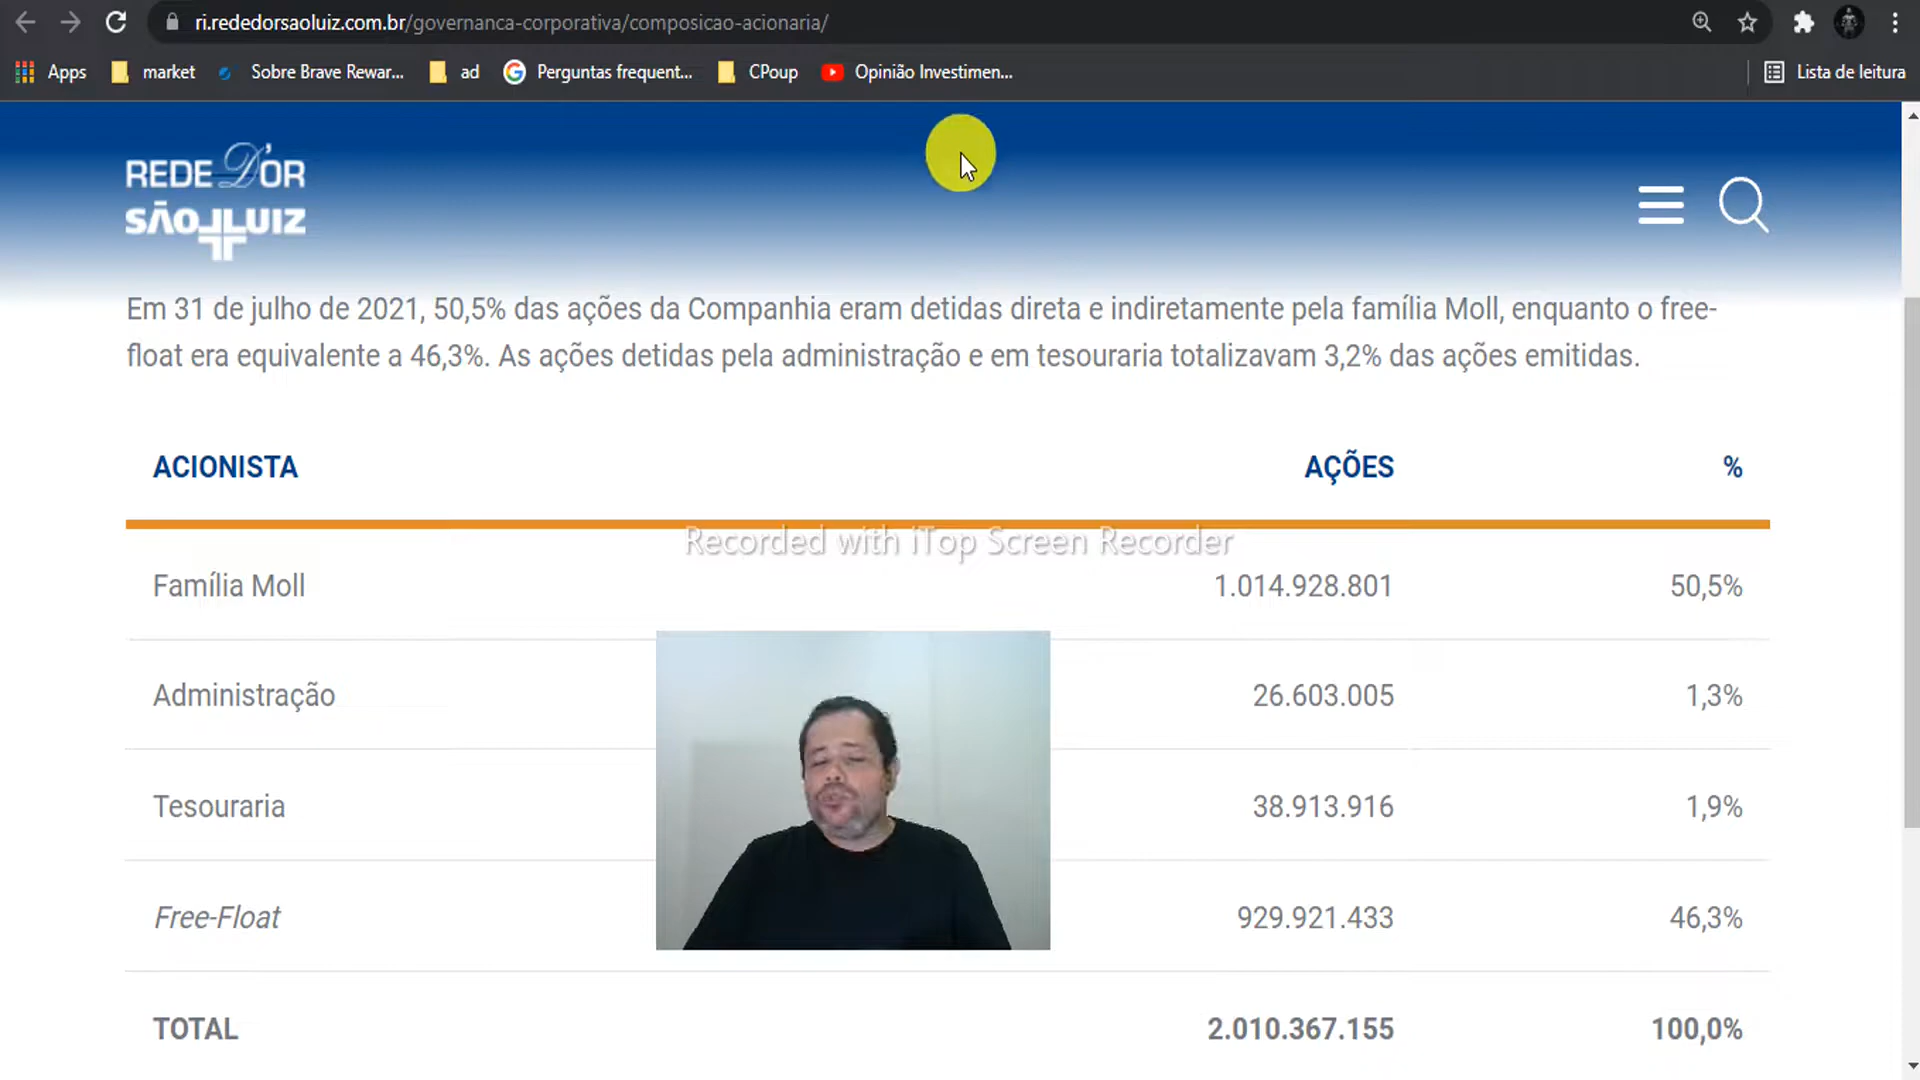 ri.rededorsaoluiz.com.br/governanca-corporativa/composicao-acionaria/
Apps market Sobre Brave Rewar... ad Perguntas frequent... CPoup Opinião Investimen... Lista de leitura
REDE D'OR
SÃO LUIZ
Em 31 de julho de 2021, 50,5% das ações da Companhia eram detidas direta e indiretamente pela família Moll, enquanto o free-
float era equivalente a 46,3%. As ações detidas pela administração e em tesouraria totalizavam 3,2% das ações emitidas.
ACIONISTA AÇÕES %
Recorded with iTop Screen Recorder
Família Moll 1.014.928.801 50,5%
Administração 26.603.005 1,3%
Tesouraria 38.913.916 1,9%
Free-Float 929.921.433 46,3%
TOTAL 2.010.367.155 100,0%